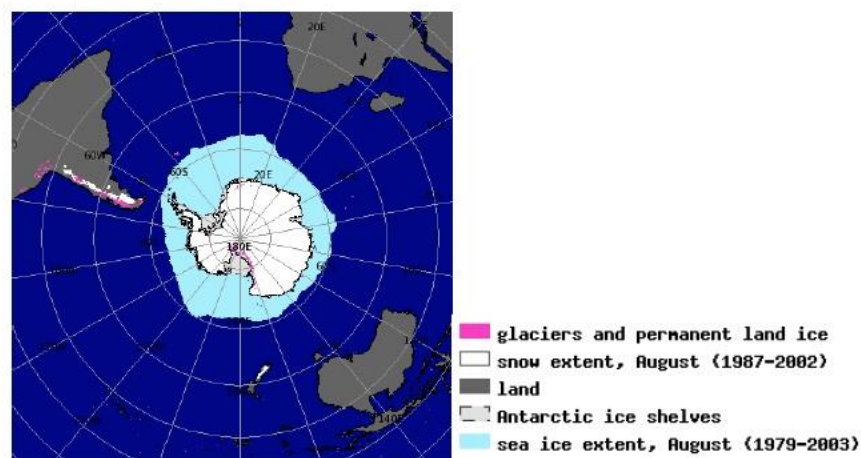 20E
60W
60S
20E
180E
140E
glaciers and permanent land ice
snow extent, August (1987-2002)
land
Antarctic ice shelves
sea ice extent, August (1979-2003)